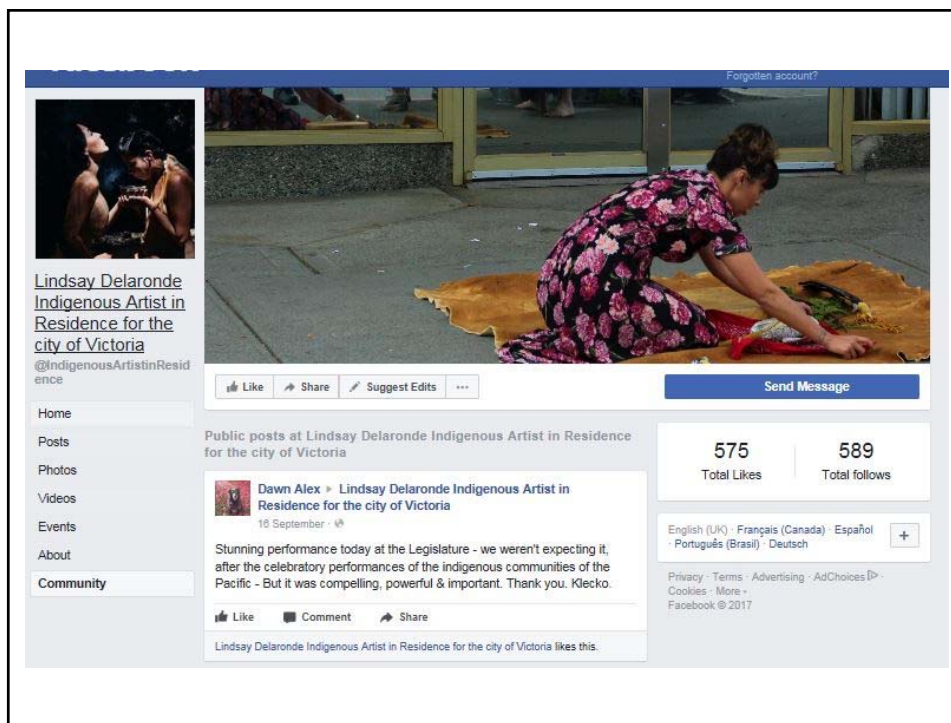 Forgotten account?
Lindsay Delaronde
Indigenous Artist in
Residence for the
city of Victoria
@IndigenousArtistinResid
ence
Home
Posts
Photos
Videos
Events
About
Community
Like
Share
Suggest Edits
···
Send Message
Public posts at Lindsay Delaronde Indigenous Artist in Residence
for the city of Victoria
Dawn Alex ▸ Lindsay Delaronde Indigenous Artist in
Residence for the city of Victoria
16 September ·
Stunning performance today at the Legislature - we weren't expecting it,
after the celebratory performances of the indigenous communities of the
Pacific - But it was compelling, powerful & important. Thank you. Klecko.
Like Comment Share
Lindsay Delaronde Indigenous Artist in Residence for the city of Victoria likes this.
575 589
Total Likes Total follows
English (UK) · Français (Canada) · Español
· Português (Brasil) · Deutsch
+
Privacy · Terms · Advertising · AdChoices ·
Cookies · More
Facebook © 2017